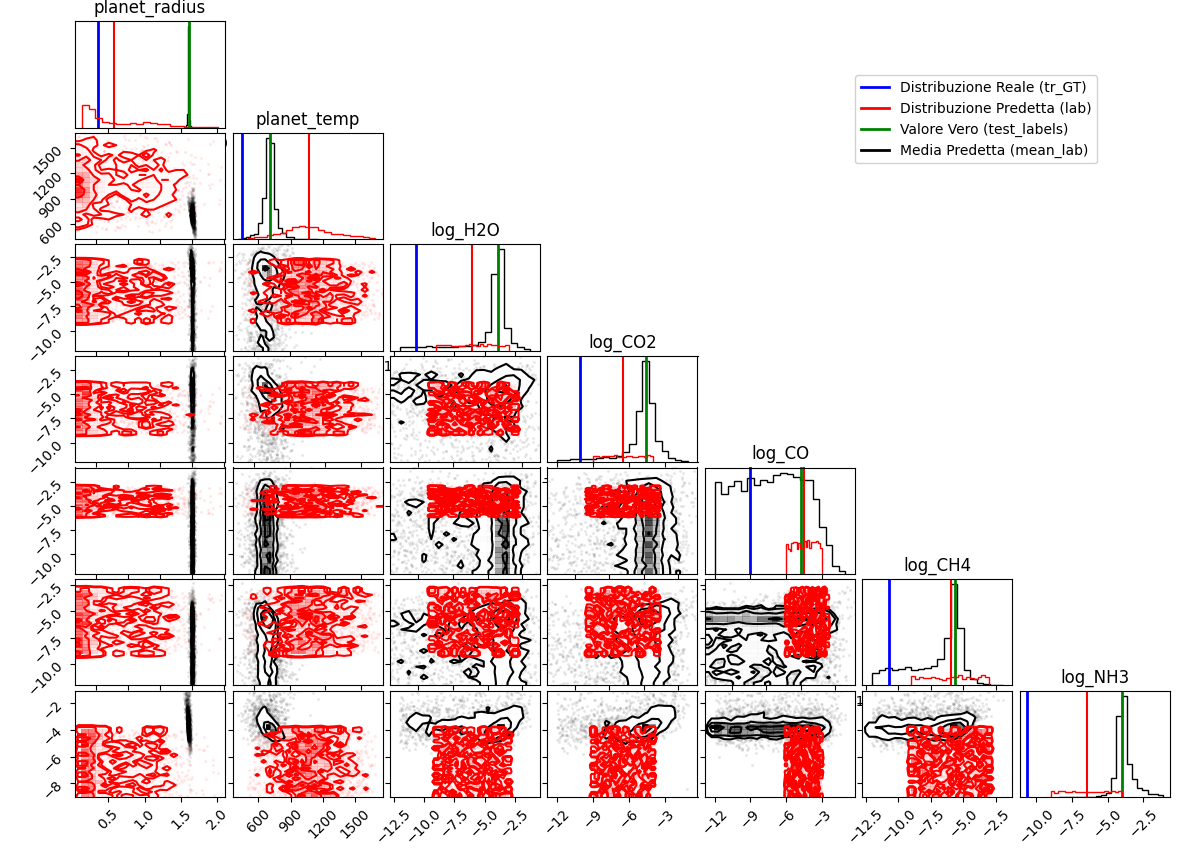 planet_radius
planet_temp
Distribuzione Reale (tr_GT)
Distribuzione Predetta (lab)
Valore Vero (test_labels)
Media Predetta (mean_lab)
1500
1200
900
600
log_H2O
−2.5
−5.0
−7.5
−10.0
log_CO2
−2.5
−5.0
−7.5
−10.0
log_CO
−2.5
−5.0
−7.5
−10.0
log_CH4
−2.5
−5.0
−7.5
−10.0
log_NH3
−2
−4
−6
−8
0.5 1.0 1.5 2.0 600 900 1200 1500 −12.5 −10.0 −7.5 −5.0 −2.5 −12 −9 −6 −3 −12 −9 −6 −3 −12.5 −10.0 −7.5 −5.0 −2.5 −10.0 −7.5 −5.0 −2.5